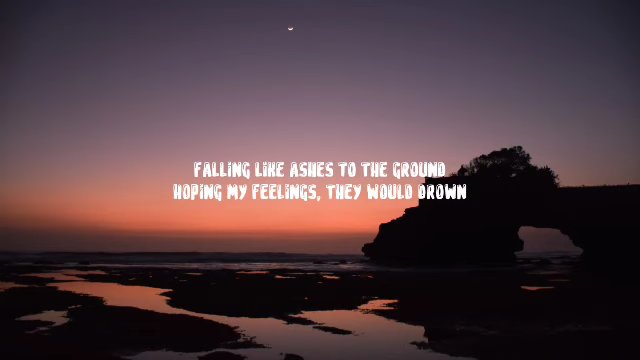 FALLING LIKE ASHES TO THE GROUND
HOPING MY FEELINGS, THEY WOULD DROWN